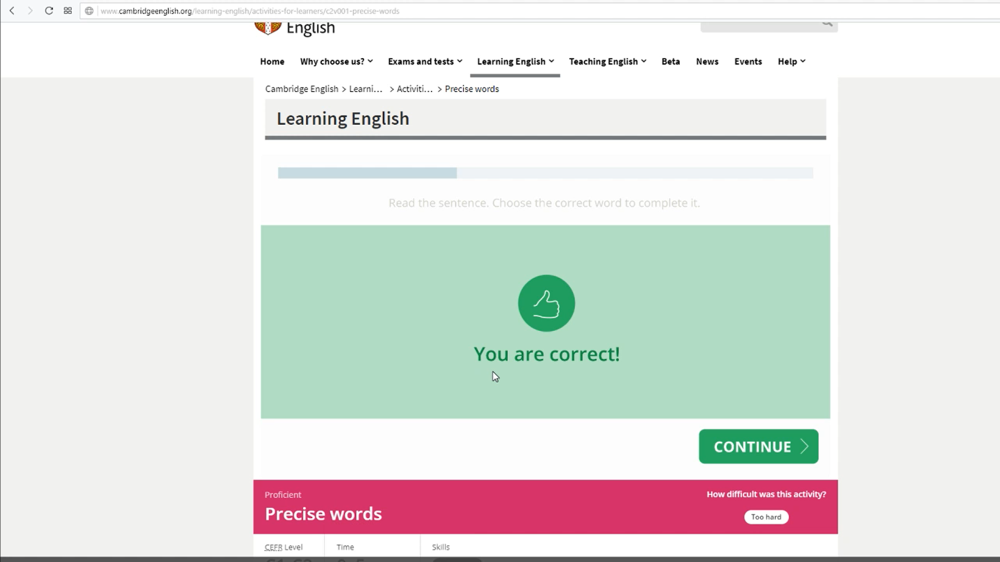 www.cambridgeenglish.org/learning-english/activities-for-learners/c2v001-precise-words
English
Home Why choose us? Exams and tests Learning English Teaching English Beta News Events Help
Cambridge English > Learni... > Activiti... > Precise words
Learning English
Read the sentence. Choose the correct word to complete it.
You are correct!
CONTINUE
Proficient
How difficult was this activity?
Precise words
Too hard
CEFR Level Time Skills